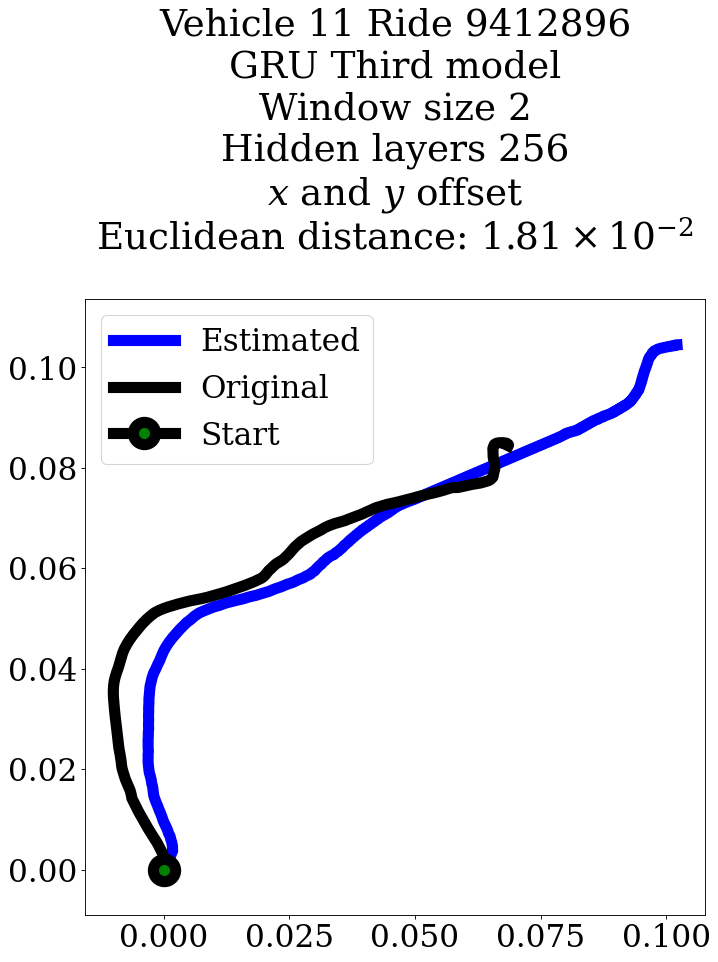 Vehicle 11 Ride 9412896
GRU Third model
Window size 2
Hidden layers 256
x and y offset
Euclidean distance: 1.81 × 10⁻²
Estimated
Original
Start
0.10
0.08
0.06
0.04
0.02
0.00
0.000 0.025 0.050 0.075 0.100